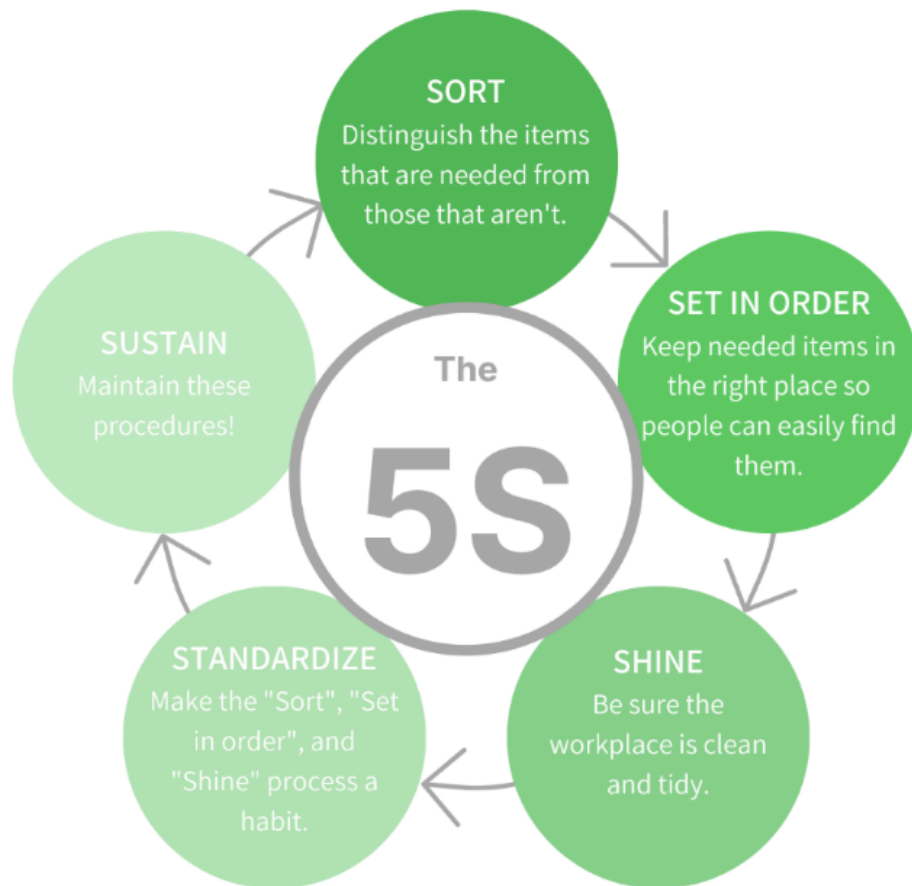 SORT
Distinguish the items
that are needed from
those that aren't.
SET IN ORDER
Keep needed items in
the right place so
people can easily find
them.
SHINE
Be sure the
workplace is clean
and tidy.
STANDARDIZE
Make the "Sort", "Set
in order", and
"Shine" process a
habit.
SUSTAIN
Maintain these
procedures!
The
5S